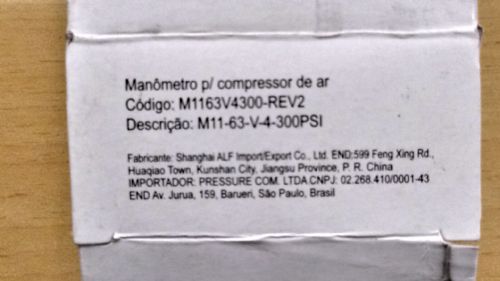 Manômetro p/ compressor de ar
Código: M1163V4300-REV2
Descrição: M11-63-V-4-300PSI
Fabricante: Shanghai ALF Import/Export Co., Ltd. END:599 Feng Xing Rd.,
Huaqiao Town, Kunshan City, Jiangsu Province, P. R. China
IMPORTADOR: PRESSURE COM. LTDA.CNPJ: 02.268.410/0001-43
END Av. Jurua, 159, Barueri, São Paulo, Brasil